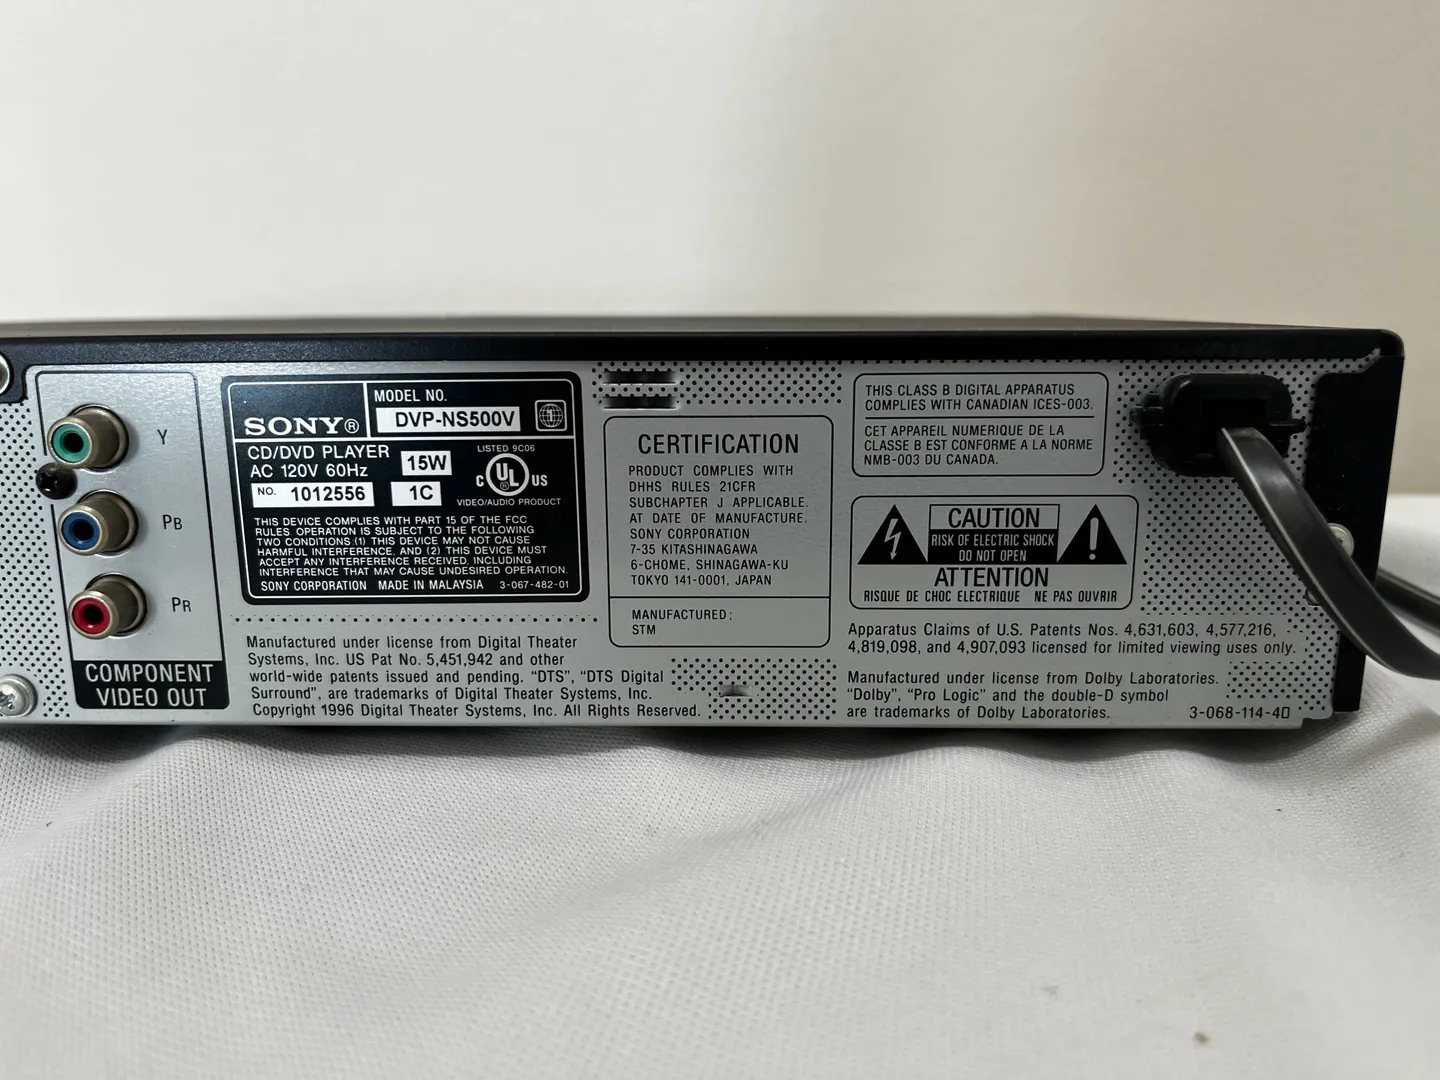 Y
PB
PR
COMPONENT
VIDEO OUT
SONY®
MODEL NO.
DVP-NS500V
CD/DVD PLAYER
AC 120V 60Hz
15W
NO. 1012556
1C
LISTED 9C06
C UL® US
VIDEO/AUDIO PRODUCT
THIS DEVICE COMPLIES WITH PART 15 OF THE FCC
RULES. OPERATION IS SUBJECT TO THE FOLLOWING
TWO CONDITIONS (1) THIS DEVICE MAY NOT CAUSE
HARMFUL INTERFERENCE, AND (2) THIS DEVICE MUST
ACCEPT ANY INTERFERENCE RECEIVED, INCLUDING
INTERFERENCE THAT MAY CAUSE UNDESIRED OPERATION.
SONY CORPORATION MADE IN MALAYSIA 3-067-482-01
Manufactured under license from Digital Theater
Systems, Inc. US Pat No. 5,451,942 and other
world-wide patents issued and pending. “DTS”, “DTS Digital
Surround”, are trademarks of Digital Theater Systems, Inc.
Copyright 1996 Digital Theater Systems, Inc. All Rights Reserved.
CERTIFICATION
PRODUCT COMPLIES WITH
DHHS RULES 21CFR
SUBCHAPTER J APPLICABLE.
AT DATE OF MANUFACTURE.
SONY CORPORATION
7-35 KITASHINAGAWA
6-CHOME, SHINAGAWA-KU
TOKYO 141-0001, JAPAN
MANUFACTURED:
STM
THIS CLASS B DIGITAL APPARATUS
COMPLIES WITH CANADIAN ICES-003.
CET APPAREIL NUMERIQUE DE LA
CLASSE B EST CONFORME A LA NORME
NMB-003 DU CANADA.
CAUTION
RISK OF ELECTRIC SHOCK
DO NOT OPEN
ATTENTION
RISQUE DE CHOC ELECTRIQUE NE PAS OUVRIR
Apparatus Claims of U.S. Patents Nos. 4,631,603, 4,577,216,
4,819,098, and 4,907,093 licensed for limited viewing uses only.
Manufactured under license from Dolby Laboratories.
“Dolby”, “Pro Logic” and the double-D symbol
are trademarks of Dolby Laboratories.
3-068-114-4▯